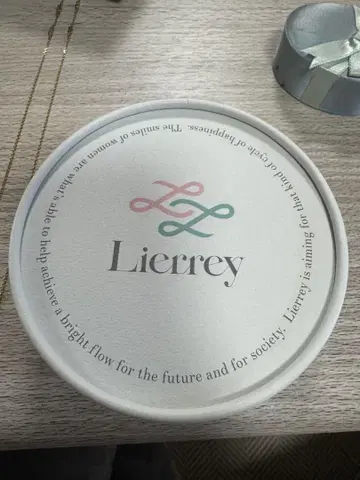 Lierrey
The smiles of women are what's able to help achieve a bright flow for the future and for society. Lierrey is aiming for that kind of cycle of happiness.